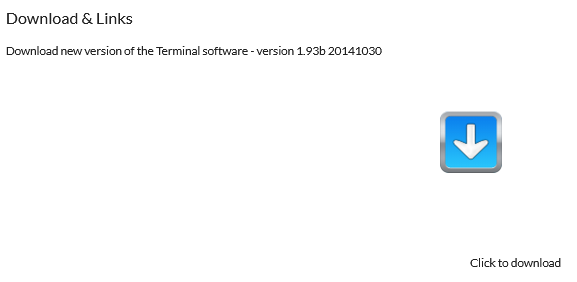 Download & Links
Download new version of the Terminal software - version 1.93b 20141030
Click to download